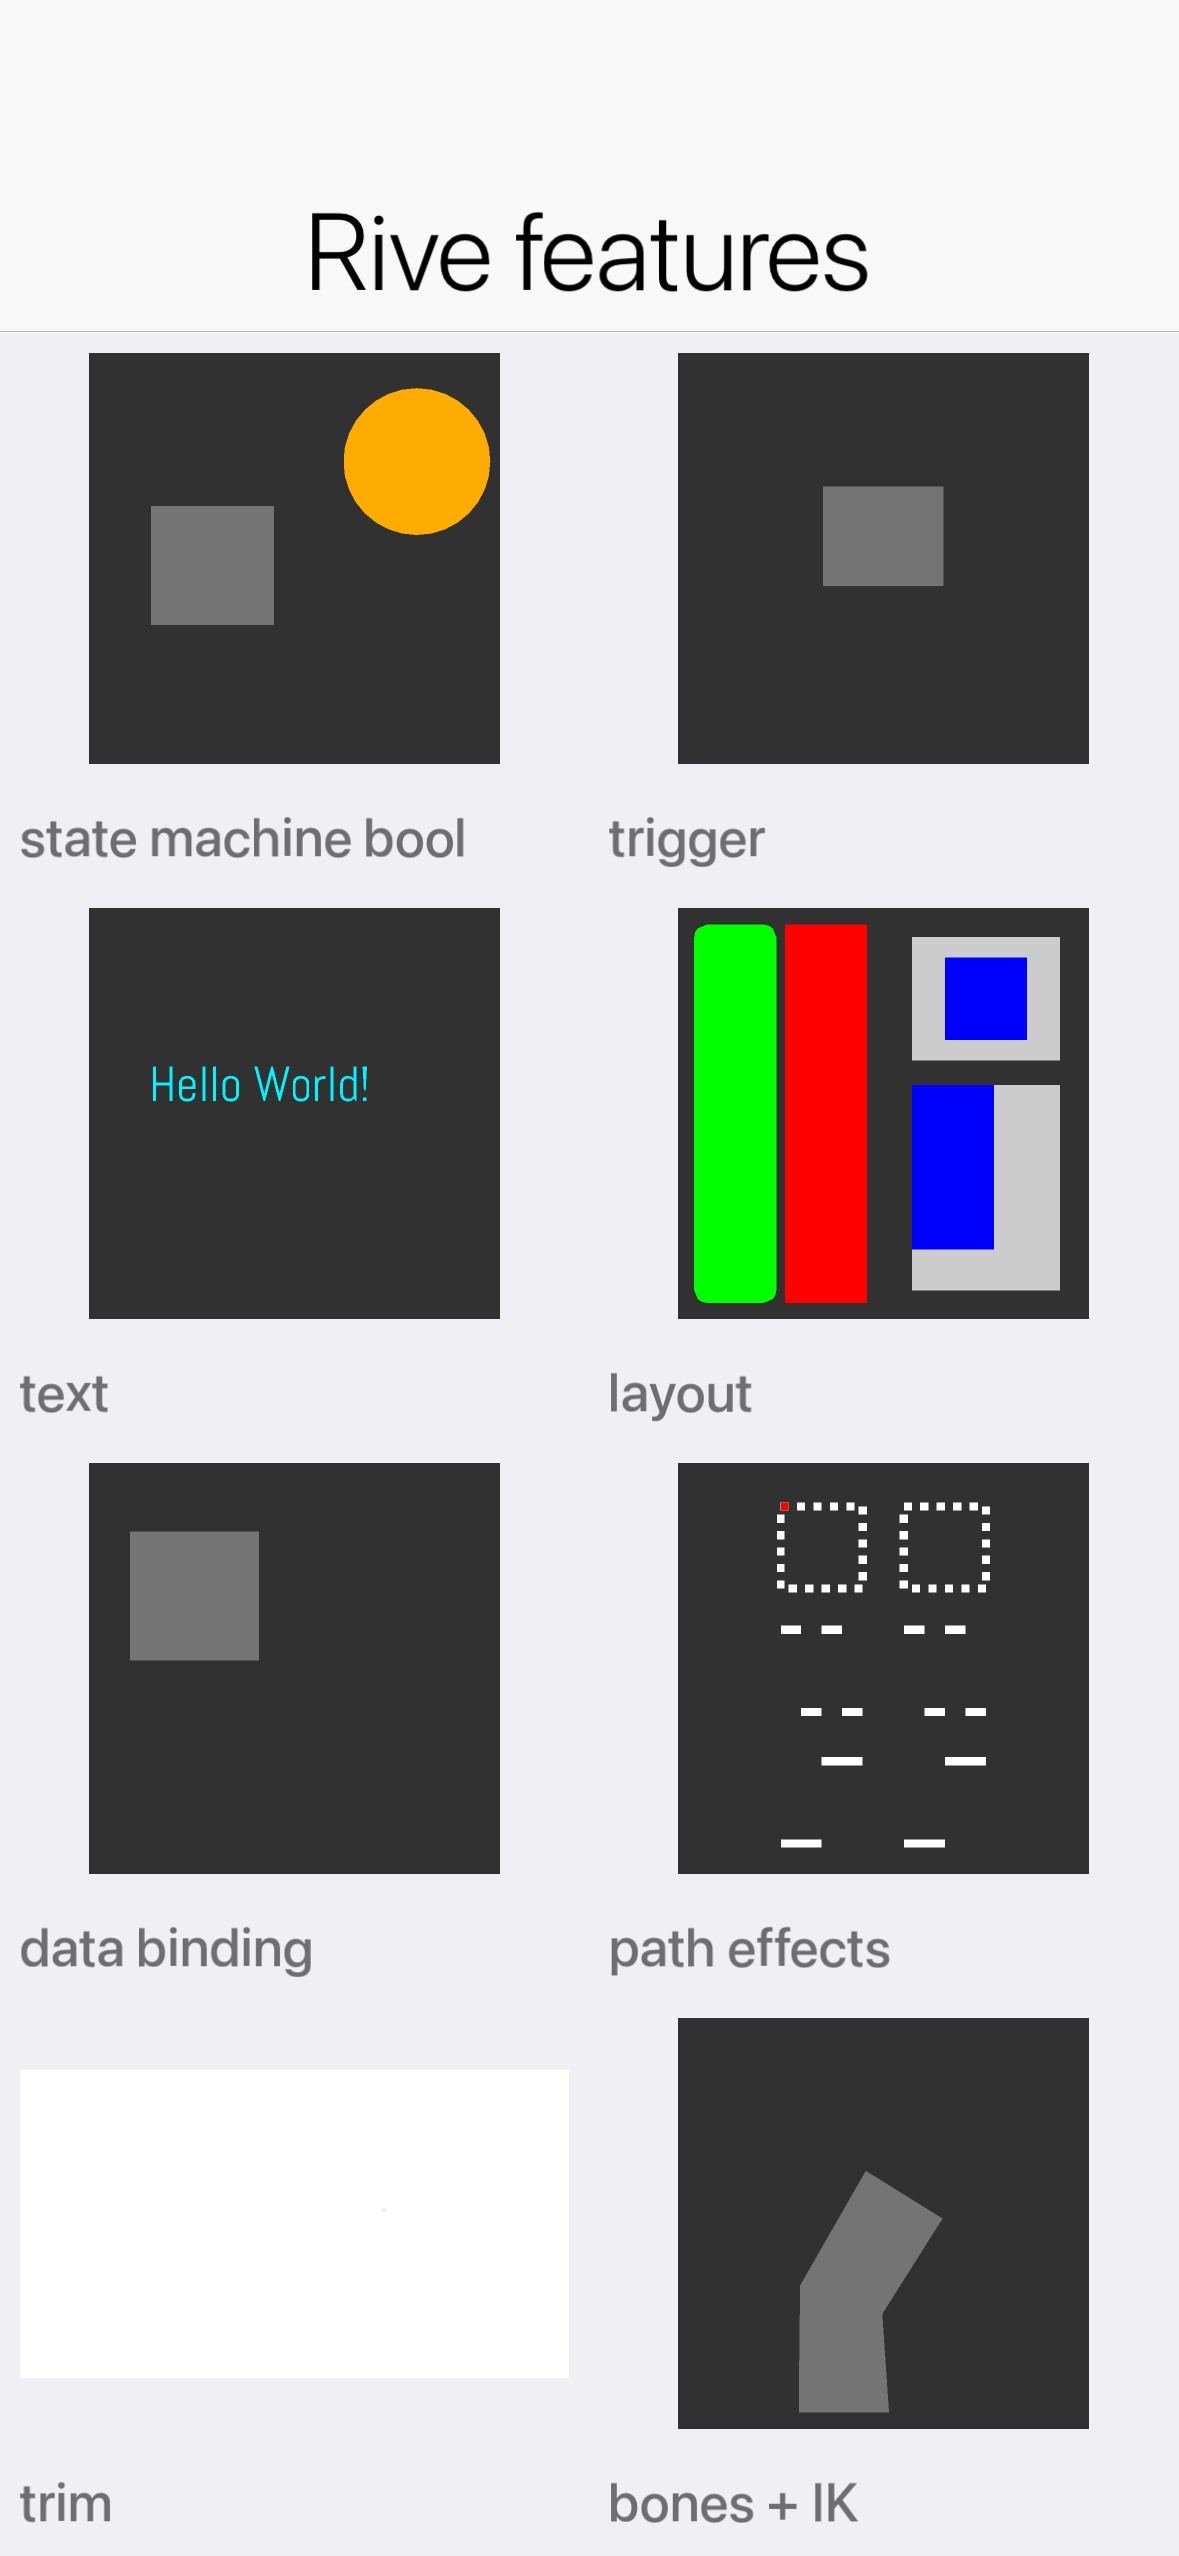 Rive features
state machine bool
trigger
Hello World!
text
layout
data binding
path effects
trim
bones + IK